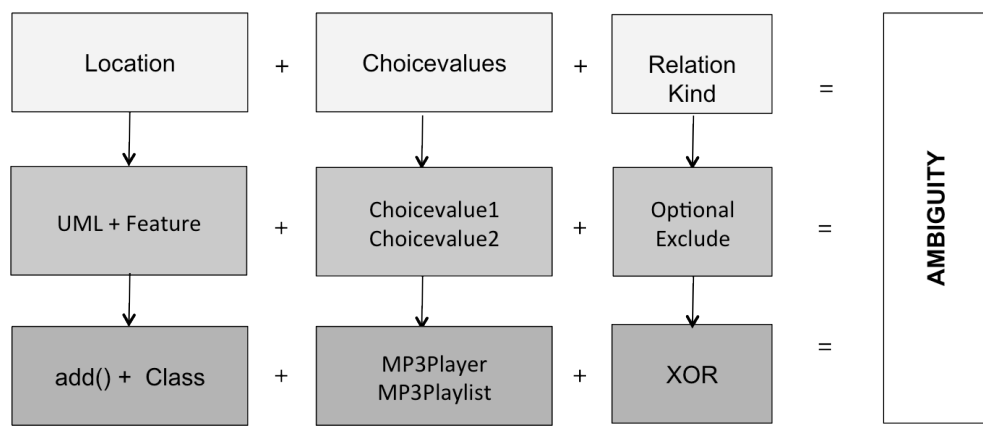 Location + Choicevalues + Relation
Kind =
UML + Feature + Choicevalue1
Choicevalue2 + Optional
Exclude =
add() + Class + MP3Player
MP3Playlist + XOR =
AMBIGUITY